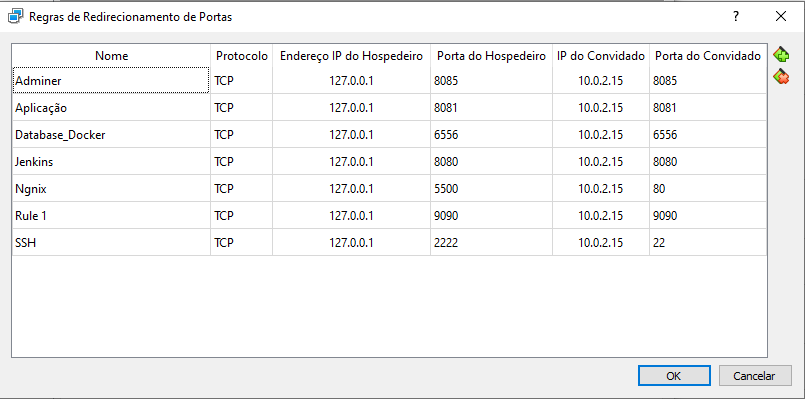 Regras de Redirecionamento de Portas ?
Nome Protocolo Endereço IP do Hospedeiro Porta do Hospedeiro IP do Convidado Porta do Convidado
Adminer TCP 127.0.0.1 8085 10.0.2.15 8085
Aplicação TCP 127.0.0.1 8081 10.0.2.15 8081
Database_Docker TCP 127.0.0.1 6556 10.0.2.15 6556
Jenkins TCP 127.0.0.1 8080 10.0.2.15 8080
Ngnix TCP 127.0.0.1 5500 10.0.2.15 80
Rule 1 TCP 127.0.0.1 9090 10.0.2.15 9090
SSH TCP 127.0.0.1 2222 10.0.2.15 22
OK Cancelar